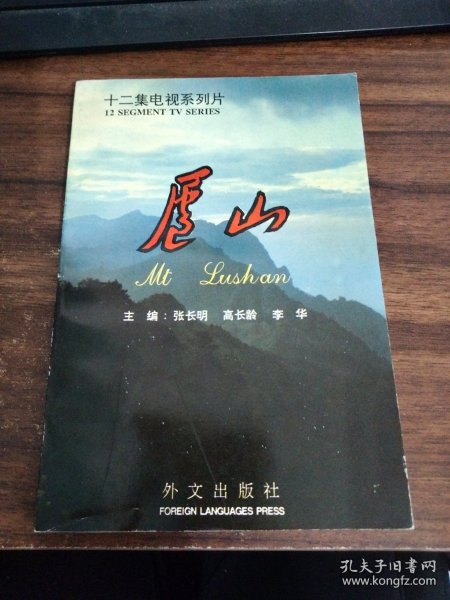 十二集电视系列片
12 SEGMENT TV SERIES
廬山
Mt Lushan
主 编：张长明 高长龄 李 华
外文出版社
FOREIGN LANGUAGES PRESS
孔夫子旧书网
www.kongfz.com